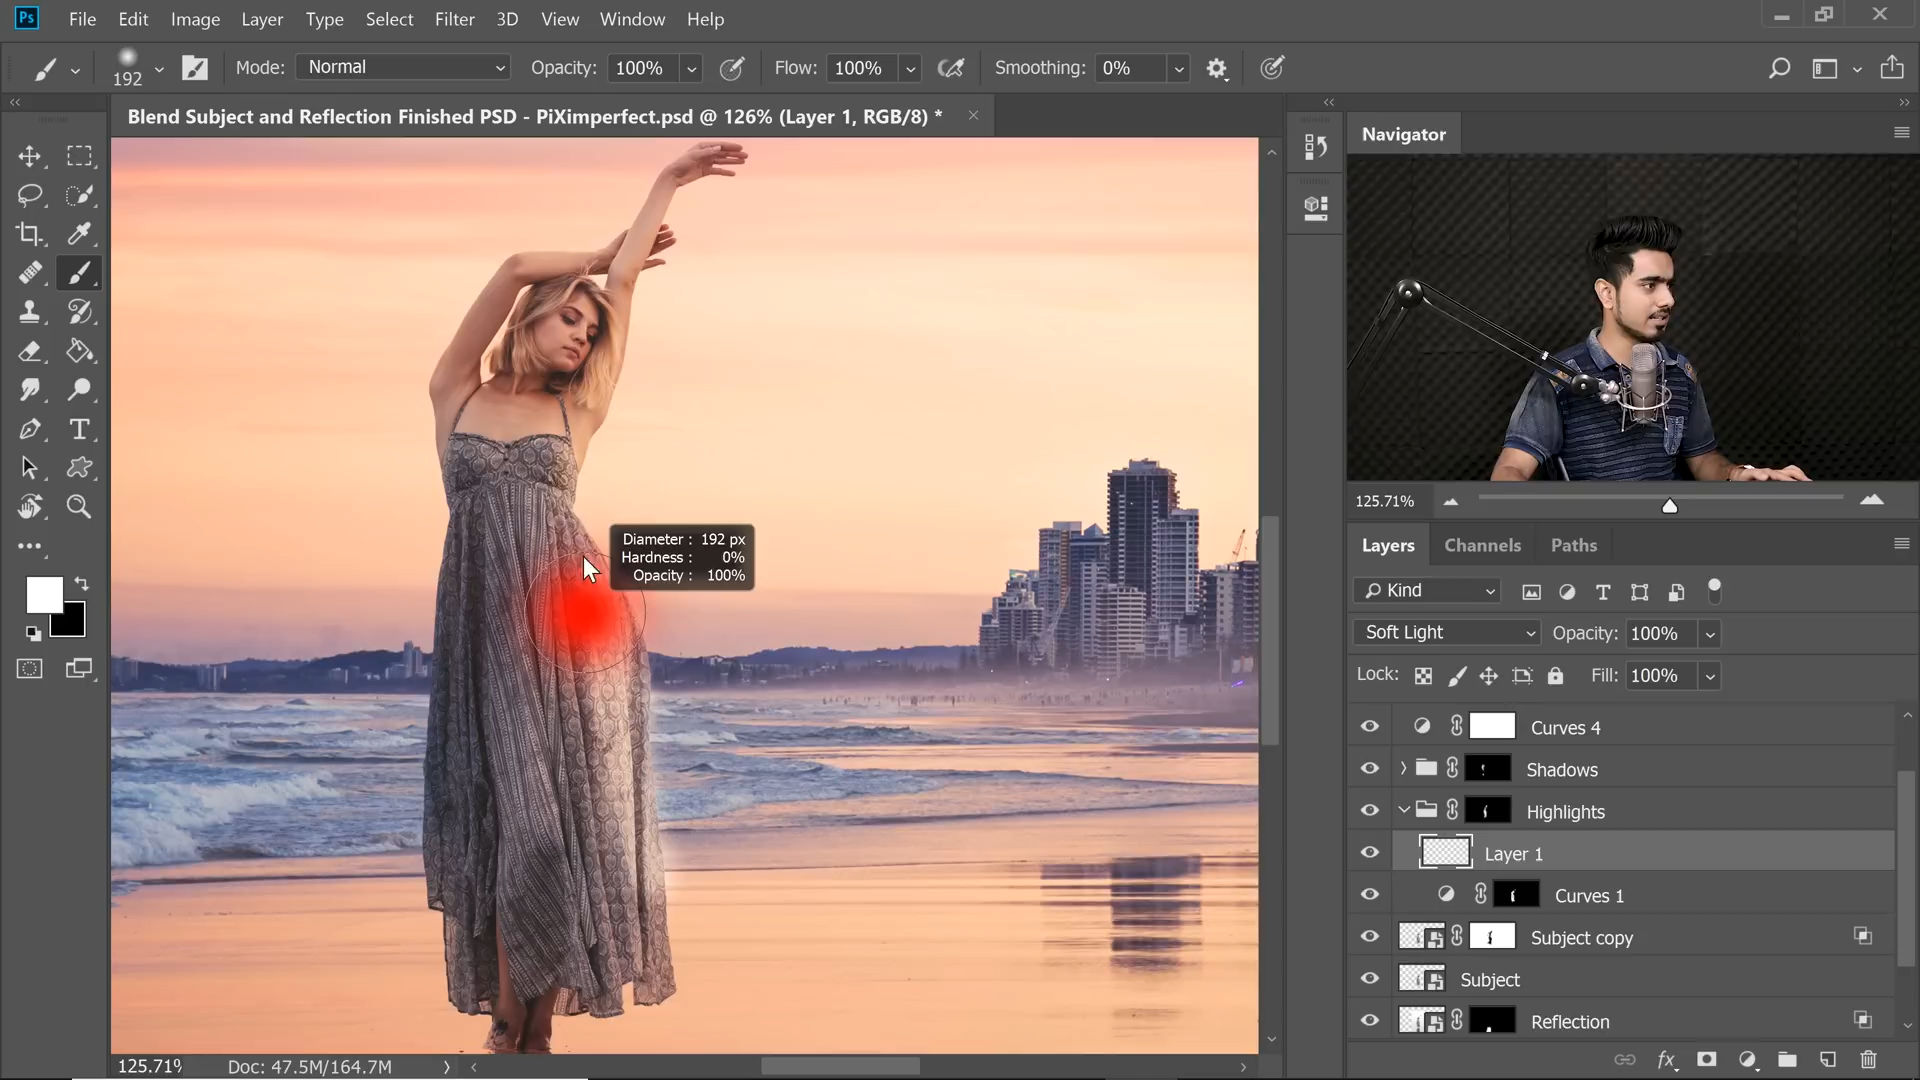 Ps File Edit Image Layer Type Select Filter 3D View Window Help
192 Mode: Normal Opacity: 100% Flow: 100% Smoothing: 0%
Blend Subject and Reflection Finished PSD - PiXimperfect.psd @ 126% (Layer 1, RGB/8) *
Navigator
Diameter : 192 px
Hardness : 0%
Opacity : 100%
125.71%
Layers Channels Paths
Kind
Soft Light Opacity: 100%
Lock: Fill: 100%
Curves 4
Shadows
Highlights
Layer 1
Curves 1
Subject copy
Subject
Reflection
125.71% Doc: 47.5M/164.7M
fx